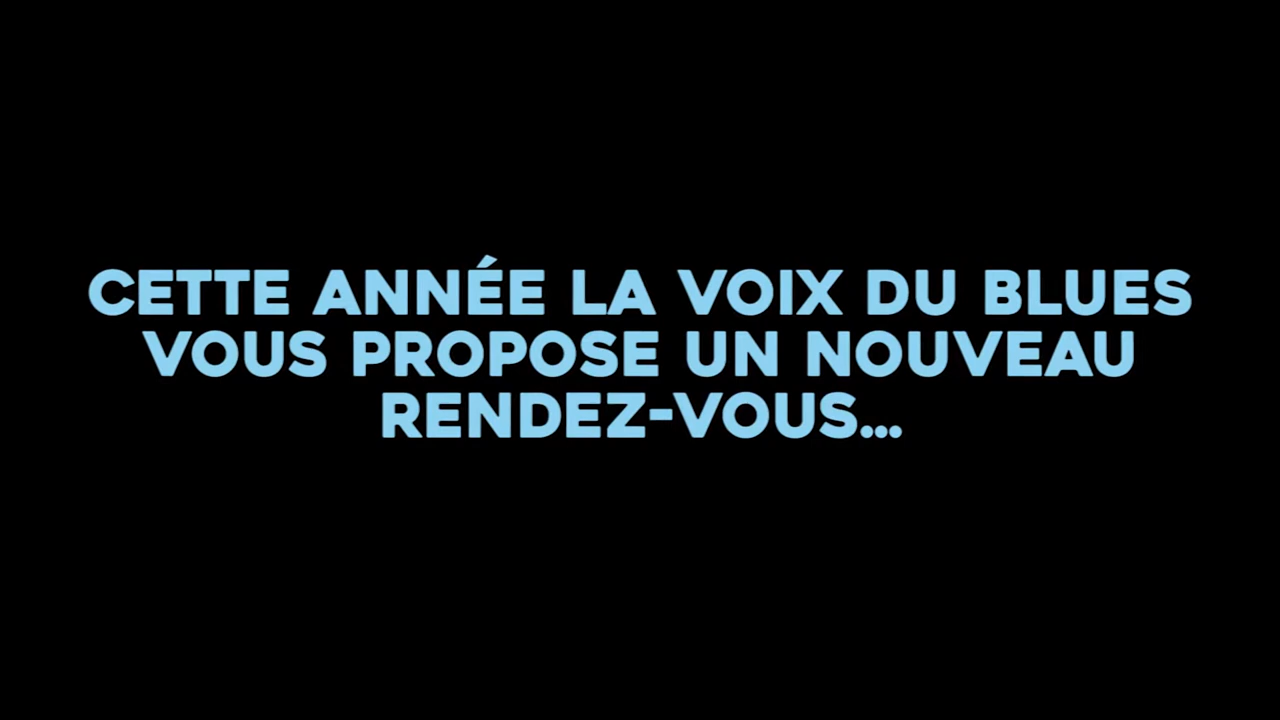 CETTE ANNÉE LA VOIX DU BLUES
VOUS PROPOSE UN NOUVEAU
RENDEZ-VOUS...